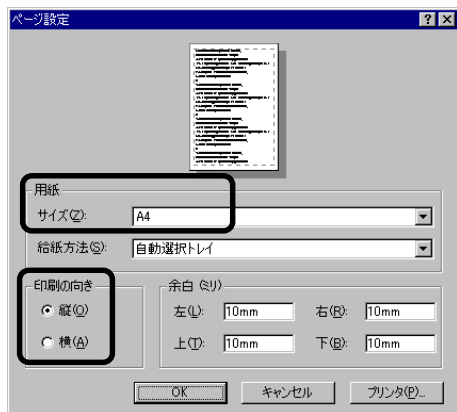 ページ設定
用紙
サイズ(Z): A4
給紙方法(S): 自動選択トレイ
印刷の向き
縦(O)
横(A)
余白(ミリ)
左(L): 10mm 右(R): 10mm
上(T): 10mm 下(B): 10mm
OK キャンセル プリンタ(P)...